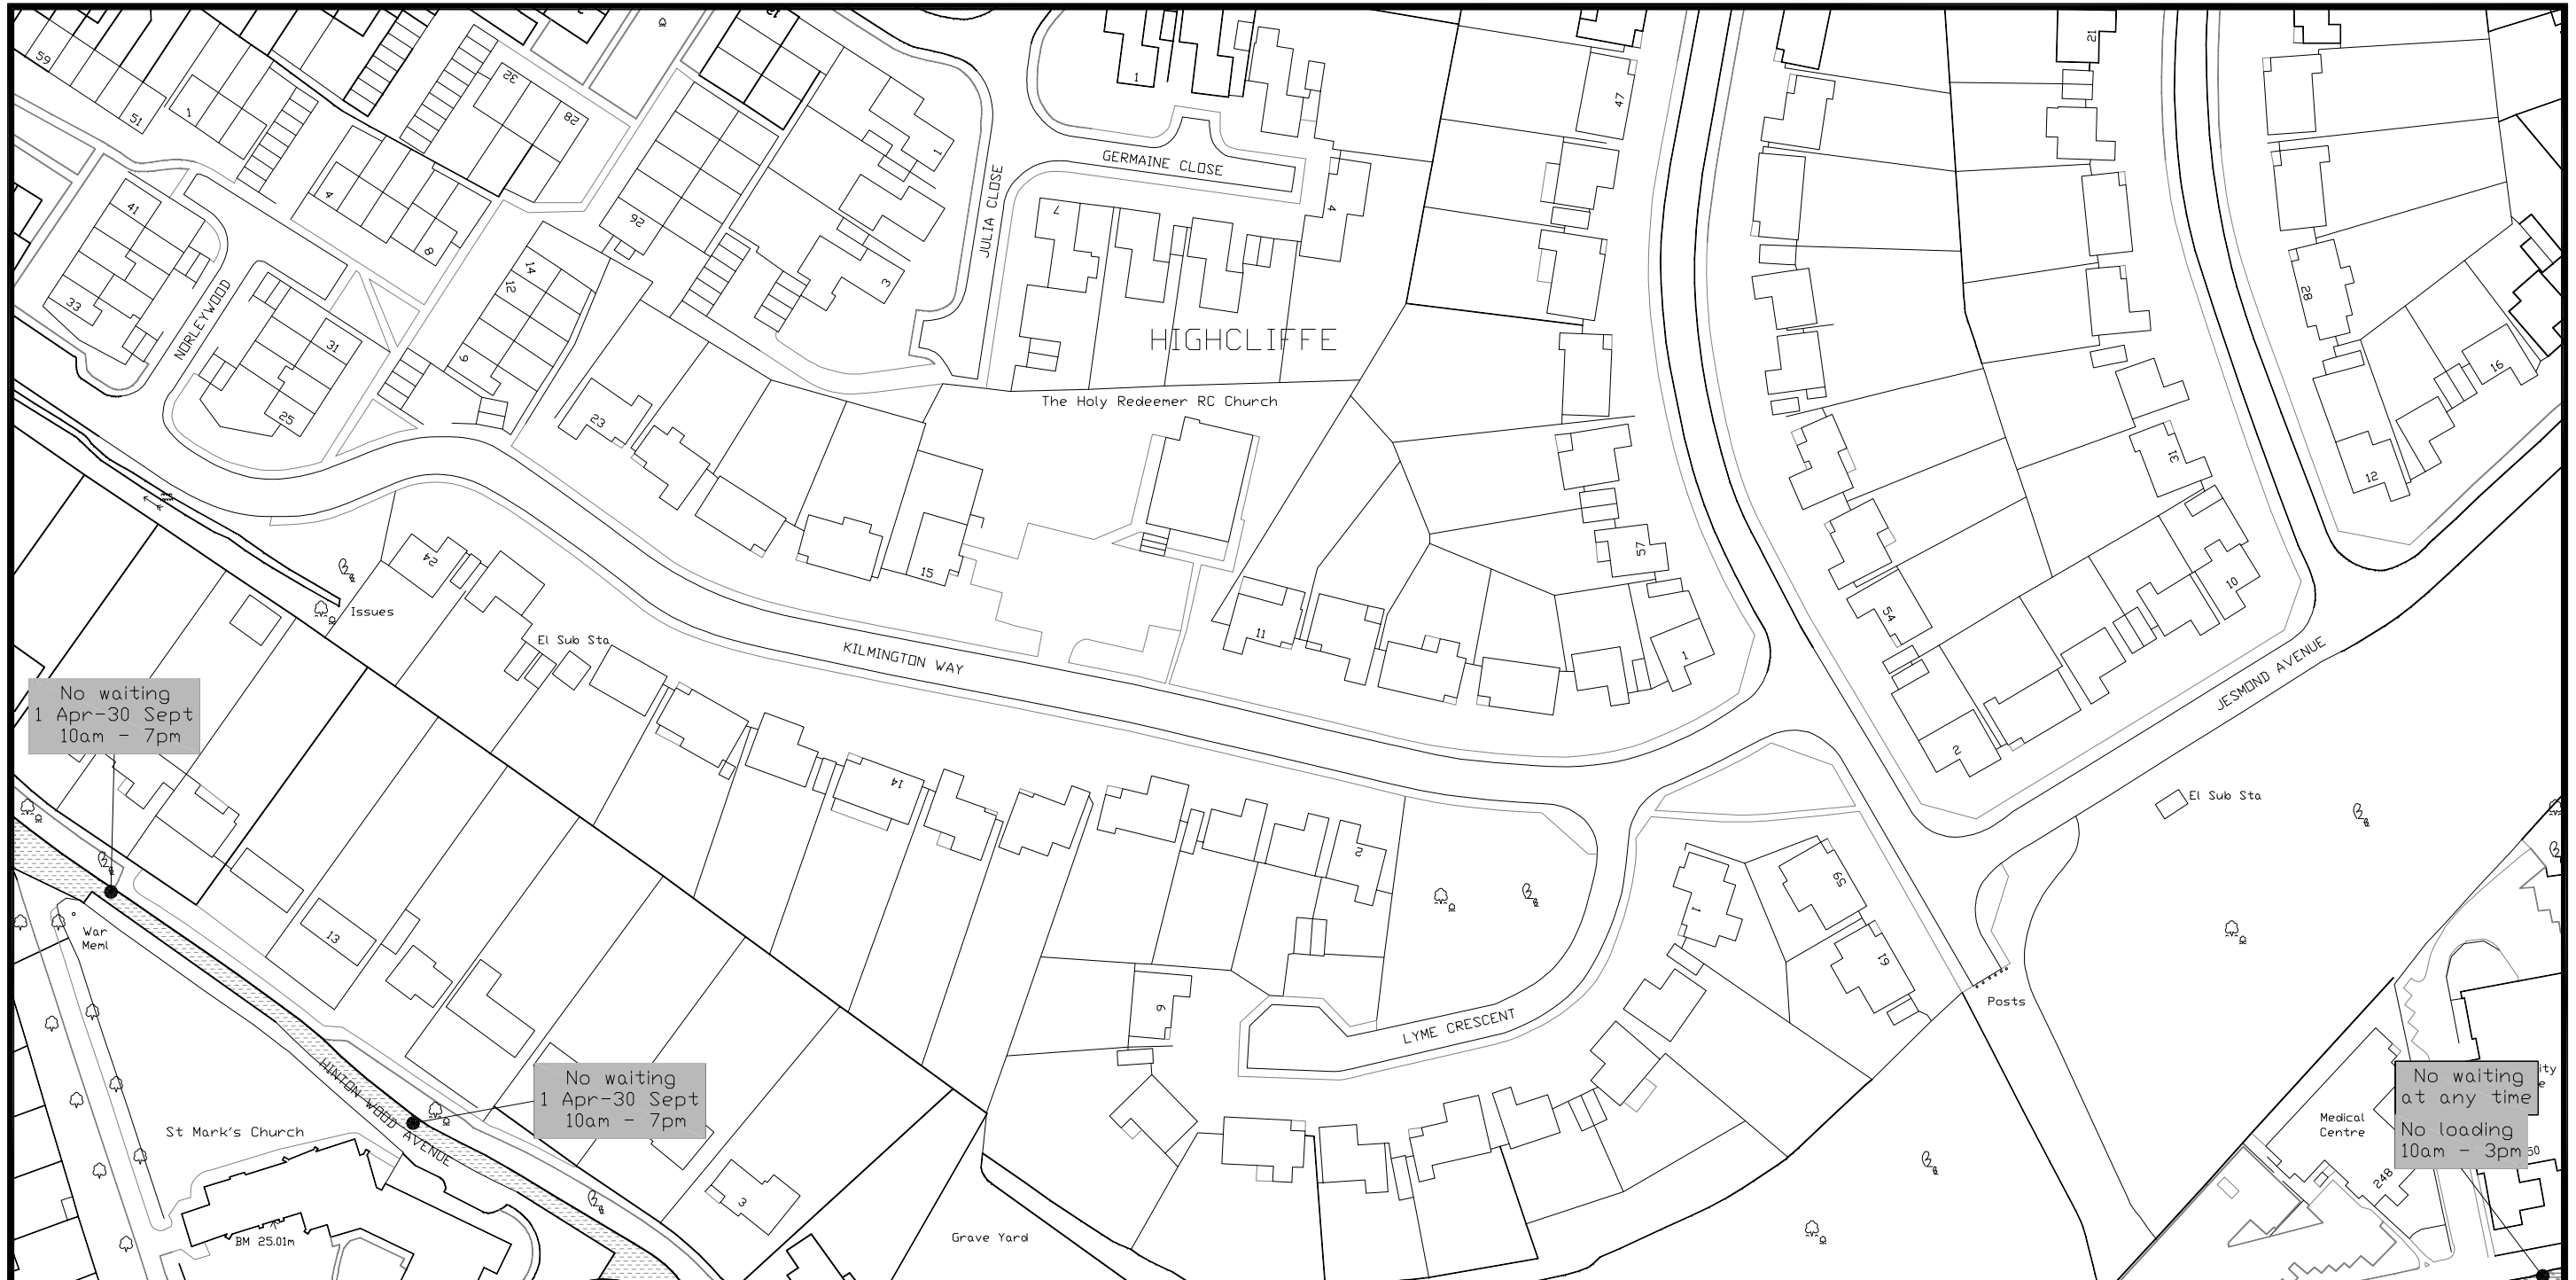 59
51
1
32
28
13
1
1
47
21
41
4
8
26
33
14
12
9
3
7
4
GERMAINE CLOSE
JULIA CLOSE
NORLEYWOOD
31
25
HIGHCLIFFE
28
16
12
The Holy Redeemer RC Church
23
15
11
57
1
31
54
10
2
24
Issues
El Sub Sta
KILMINGTON WAY
JESMOND AVENUE
No waiting
1 Apr-30 Sept
10am - 7pm
14
2
El Sub Sta
1
59
61
War
Meml
13
6
LYME CRESCENT
Posts
HINTON WOOD AVENUE
No waiting
1 Apr-30 Sept
10am - 7pm
No waiting
at any time
No loading
10am - 3pm
Medical
Centre
248
50
St Mark's Church
3
BM 25.01m
Grave Yard